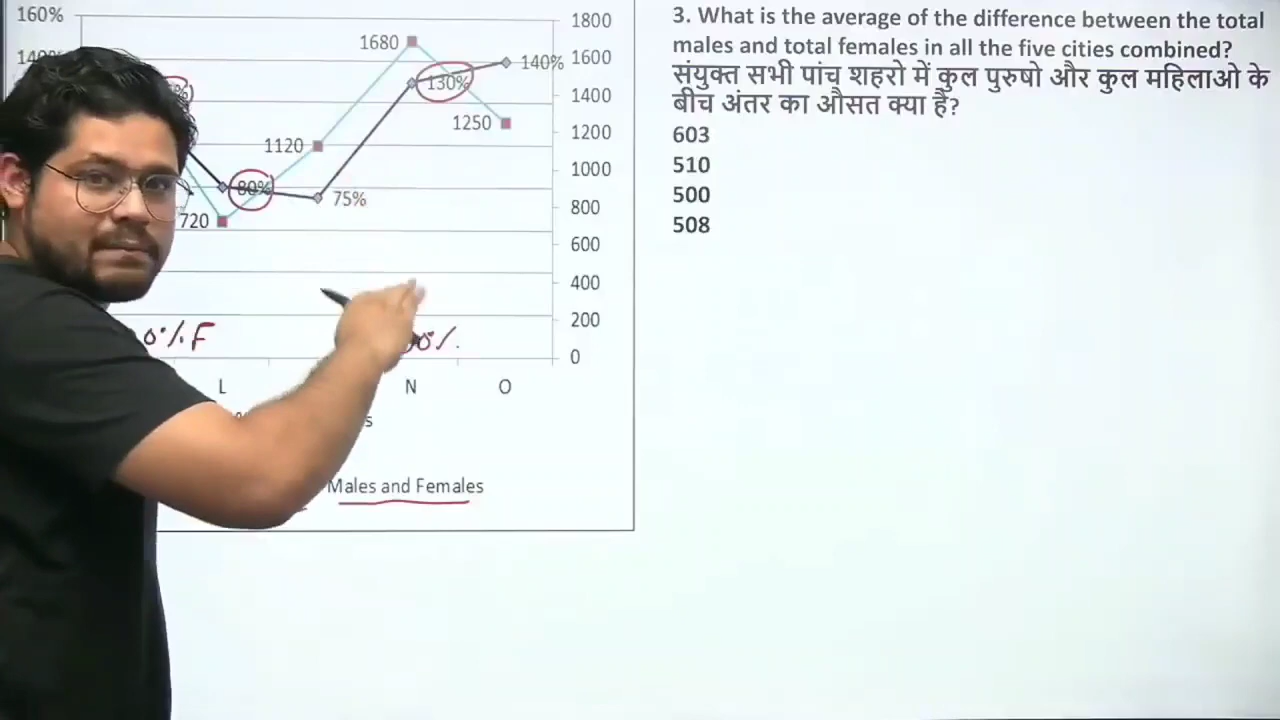 160%
1800
1680
140%
1600
130%
1400
1250
1200
1120
1000
80%
75%
800
720
600
400
200
0%F
0%.
0
L
N
O
Males and Females
3. What is the average of the difference between the total
males and total females in all the five cities combined?
संयुक्त सभी पांच शहरो में कुल पुरुषो और कुल महिलाओ के
बीच अंतर का औसत क्या है?
603
510
500
508